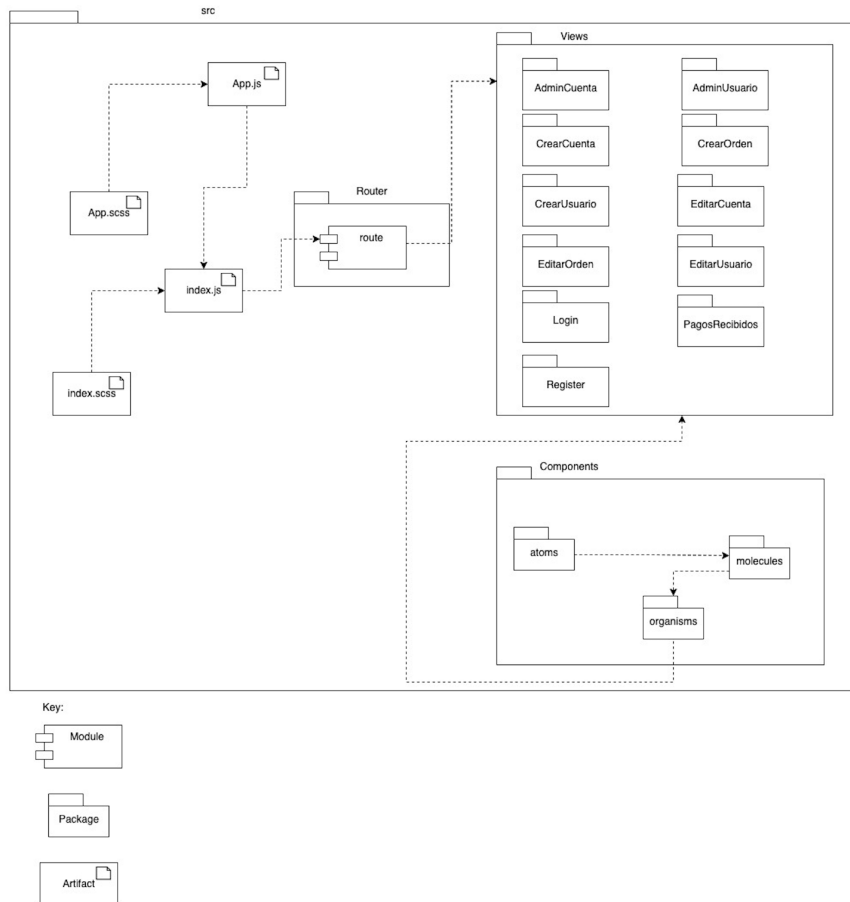 src
Views
App.js
AdminCuenta
AdminUsuario
CrearCuenta
CrearOrden
Router
App.scss
CrearUsuario
EditarCuenta
route
EditarOrden
EditarUsuario
index.js
Login
PagosRecibidos
Register
index.scss
Components
atoms
molecules
organisms
Key:
Module
Package
Artifact